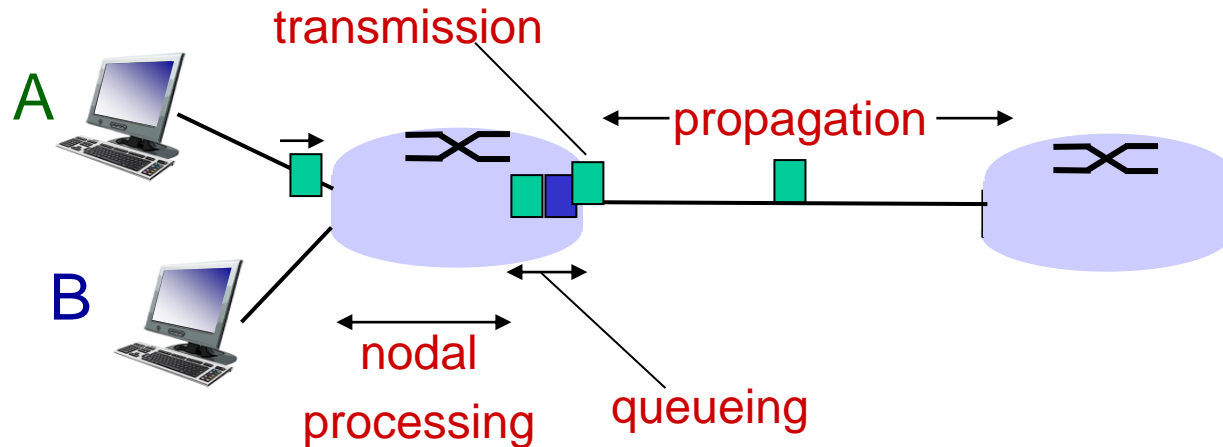 transmission
A
propagation
B
nodal
processing
queueing